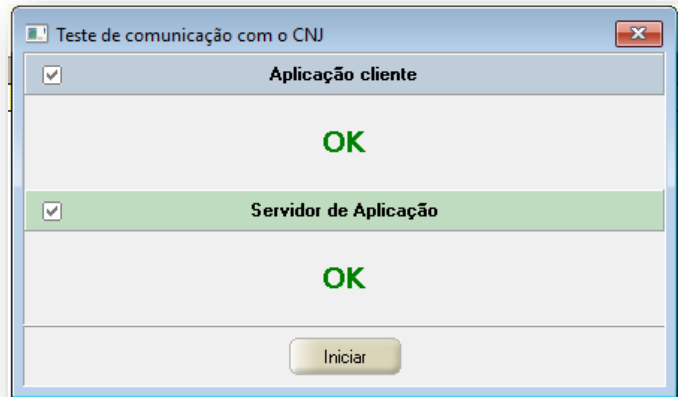 Teste de comunicação com o CNJ
Aplicação cliente
OK
Servidor de Aplicação
OK
Iniciar